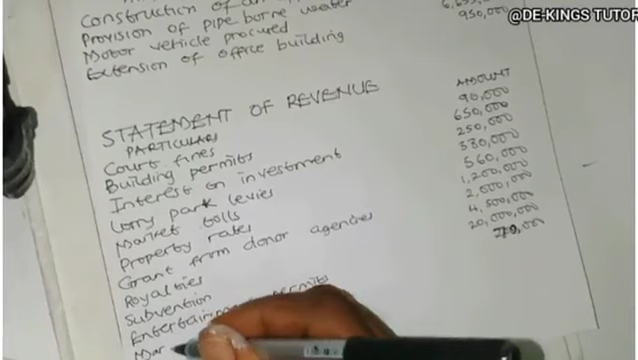 Construction of
Provision of pipe borne water
Motor vehicle procured
Extension of office building 950,000
@DE-KINGS TUTOR
STATEMENT OF REVENUE
PARTICULARS AMOUNT
Court fines 90,000
Building permits 650,000
Interest on investment 250,000
Lorry park levies
Market tolls 560,000
Property rates 1,200,000
Grant from donor agencies 2,000,000
Royalties 4,500,000
Subvention 20,000,000
Entertainment permits
Mar